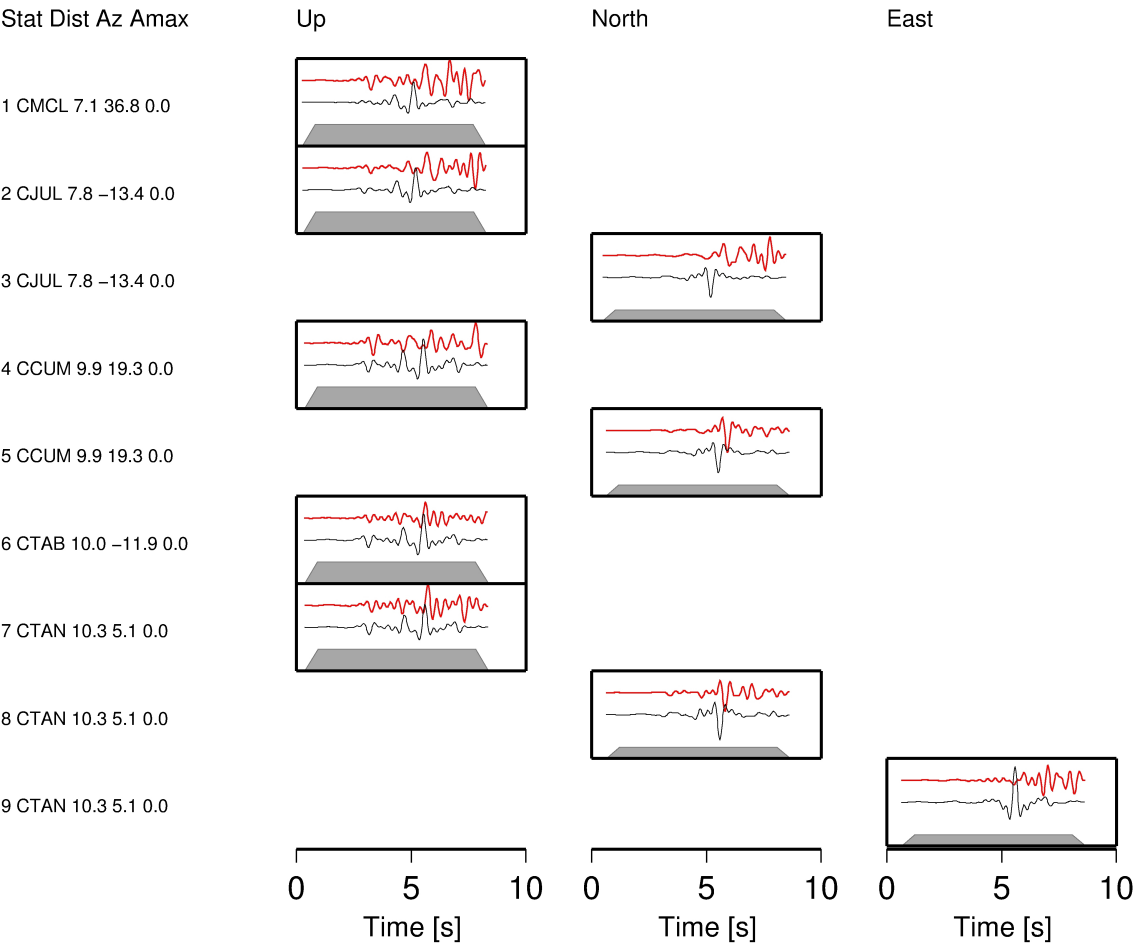 Stat Dist Az Amax Up North East
1 CMCL 7.1 36.8 0.0
2 CJUL 7.8 −13.4 0.0
3 CJUL 7.8 −13.4 0.0
4 CCUM 9.9 19.3 0.0
5 CCUM 9.9 19.3 0.0
6 CTAB 10.0 −11.9 0.0
7 CTAN 10.3 5.1 0.0
8 CTAN 10.3 5.1 0.0
9 CTAN 10.3 5.1 0.0
0 5 10 0 5 10 0 5 10
Time [s] Time [s] Time [s]